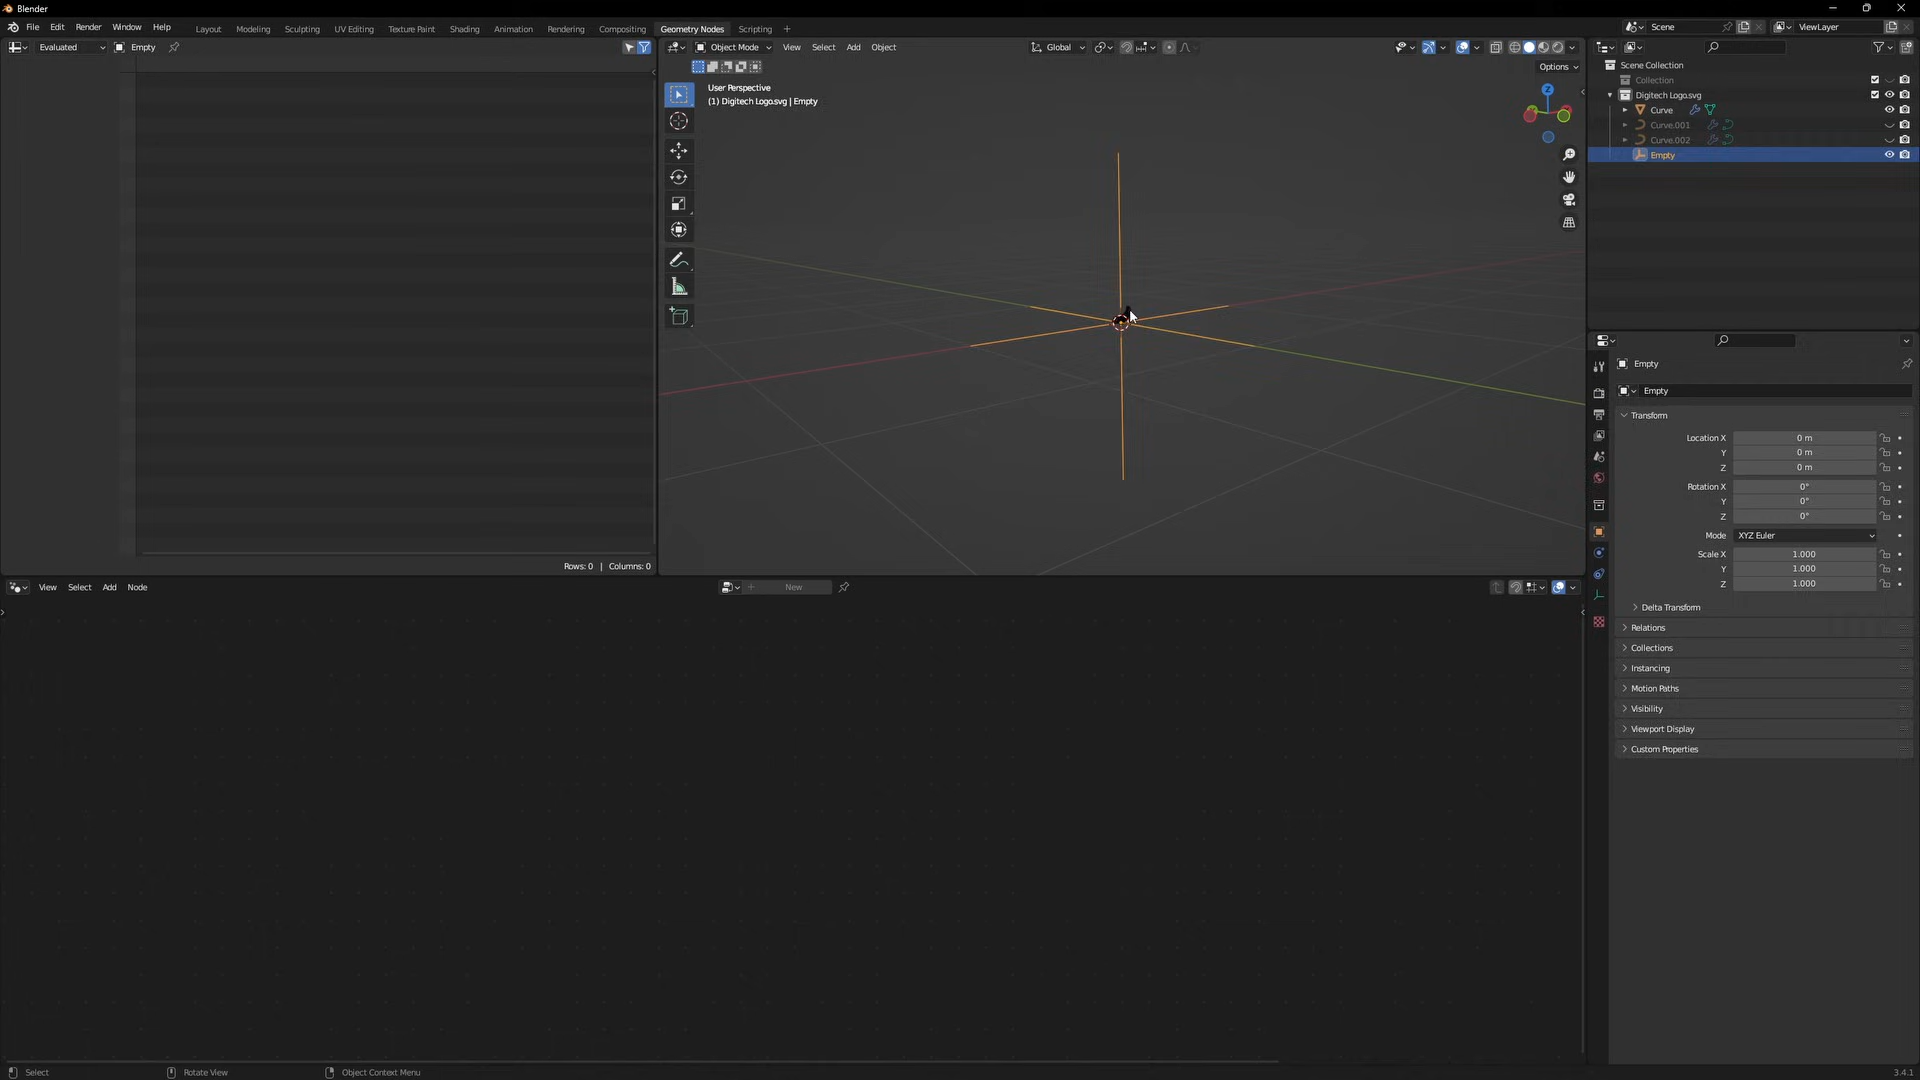 Blender
File Edit Render Window Help Layout Modeling Sculpting UV Editing Texture Paint Shading Animation Rendering Compositing Geometry Nodes Scripting + Scene ViewLayer
Evaluated Empty
Object Mode View Select Add Object Global
Options
User Perspective
(1) Digitech Logo.svg | Empty
Z
Rows: 0 | Columns: 0
View Select Add Node
New
Scene Collection
Collection
Digitech Logo.svg
Curve
Curve.001
Curve.002
Empty
Empty
Empty
Transform
Location X 0 m
Y 0 m
Z 0 m
Rotation X 0°
Y 0°
Z 0°
Mode XYZ Euler
Scale X 1.000
Y 1.000
Z 1.000
Delta Transform
Relations
Collections
Instancing
Motion Paths
Visibility
Viewport Display
Custom Properties
Select Rotate View Object Context Menu 3.4.1